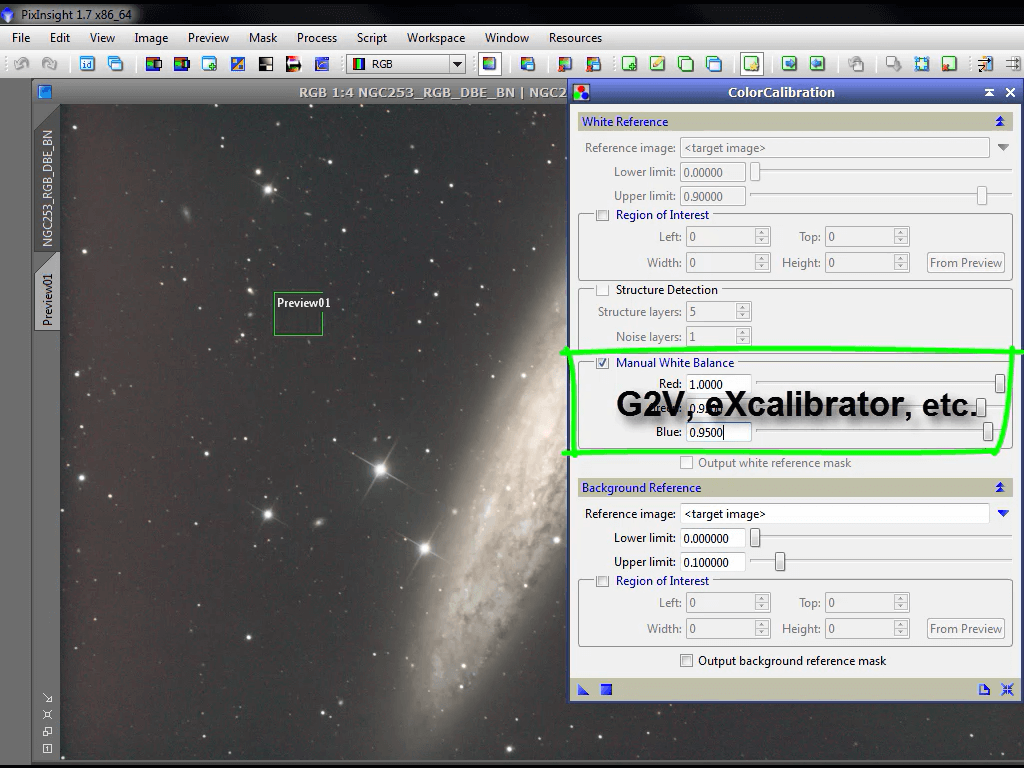 PixInsight 1.7 x86_64
File Edit View Image Preview Mask Process Script Workspace Window Resources
id RGB
RGB 1:4 NGC253_RGB_DBE_BN | NGC2
ColorCalibration
NGC253_RGB_DBE_BN
Preview01
Preview01
White Reference
Reference image: <target image>
Lower limit: 0.00000
Upper limit: 0.90000
Region of Interest
Left: 0 Top: 0
Width: 0 Height: 0 From Preview
Structure Detection
Structure layers: 5
Noise layers: 1
Manual White Balance
Red: 1.0000
G2V, eXcalibrator, etc.
Blue: 0.9500
Output white reference mask
Background Reference
Reference image: <target image>
Lower limit: 0.000000
Upper limit: 0.100000
Region of Interest
Left: 0 Top: 0
Width: 0 Height: 0 From Preview
Output background reference mask